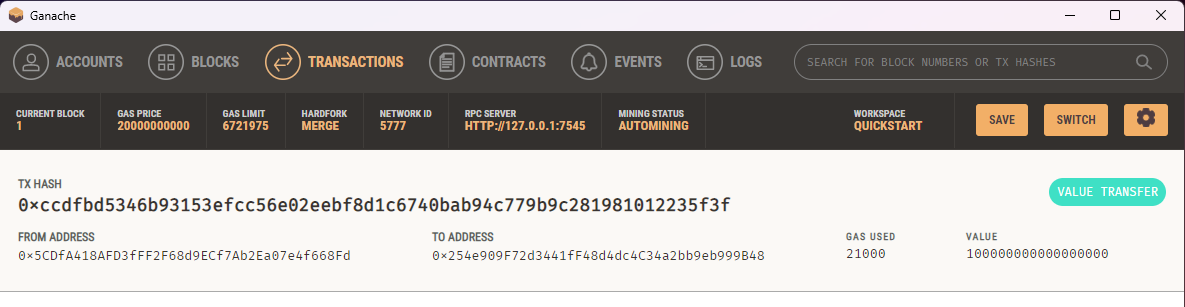 Ganache
ACCOUNTS BLOCKS TRANSACTIONS CONTRACTS EVENTS LOGS SEARCH FOR BLOCK NUMBERS OR TX HASHES
CURRENT BLOCK GAS PRICE GAS LIMIT HARDFORK NETWORK ID RPC SERVER MINING STATUS WORKSPACE
1 20000000000 6721975 MERGE 5777 HTTP://127.0.0.1:7545 AUTOMINING QUICKSTART SAVE SWITCH
TX HASH
0×ccdfbd5346b93153efcc56e02eebf8d1c6740bab94c779b9c281981012235f3f VALUE TRANSFER
FROM ADDRESS TO ADDRESS GAS USED VALUE
0×5CDfA418AFD3fFF2F68d9ECf7Ab2Ea07e4f668Fd 0×254e909F72d3441fF48d4dc4C34a2bb9eb999B48 21000 100000000000000000